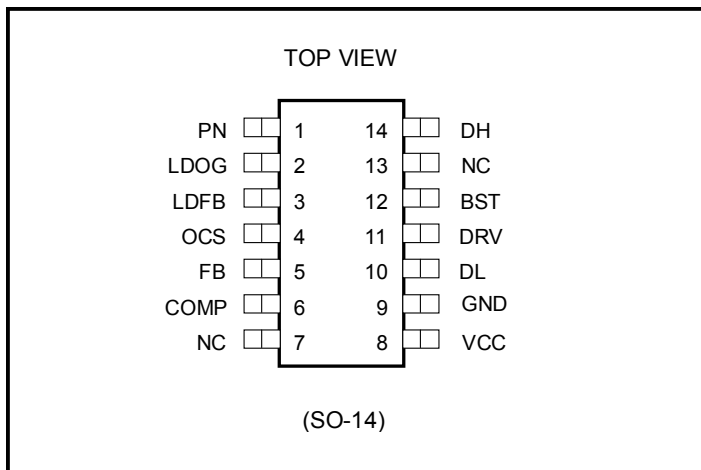 TOP VIEW
PN 1 14 DH
LDOG 2 13 NC
LDFB 3 12 BST
OCS 4 11 DRV
FB 5 10 DL
COMP 6 9 GND
NC 7 8 VCC
(SO-14)